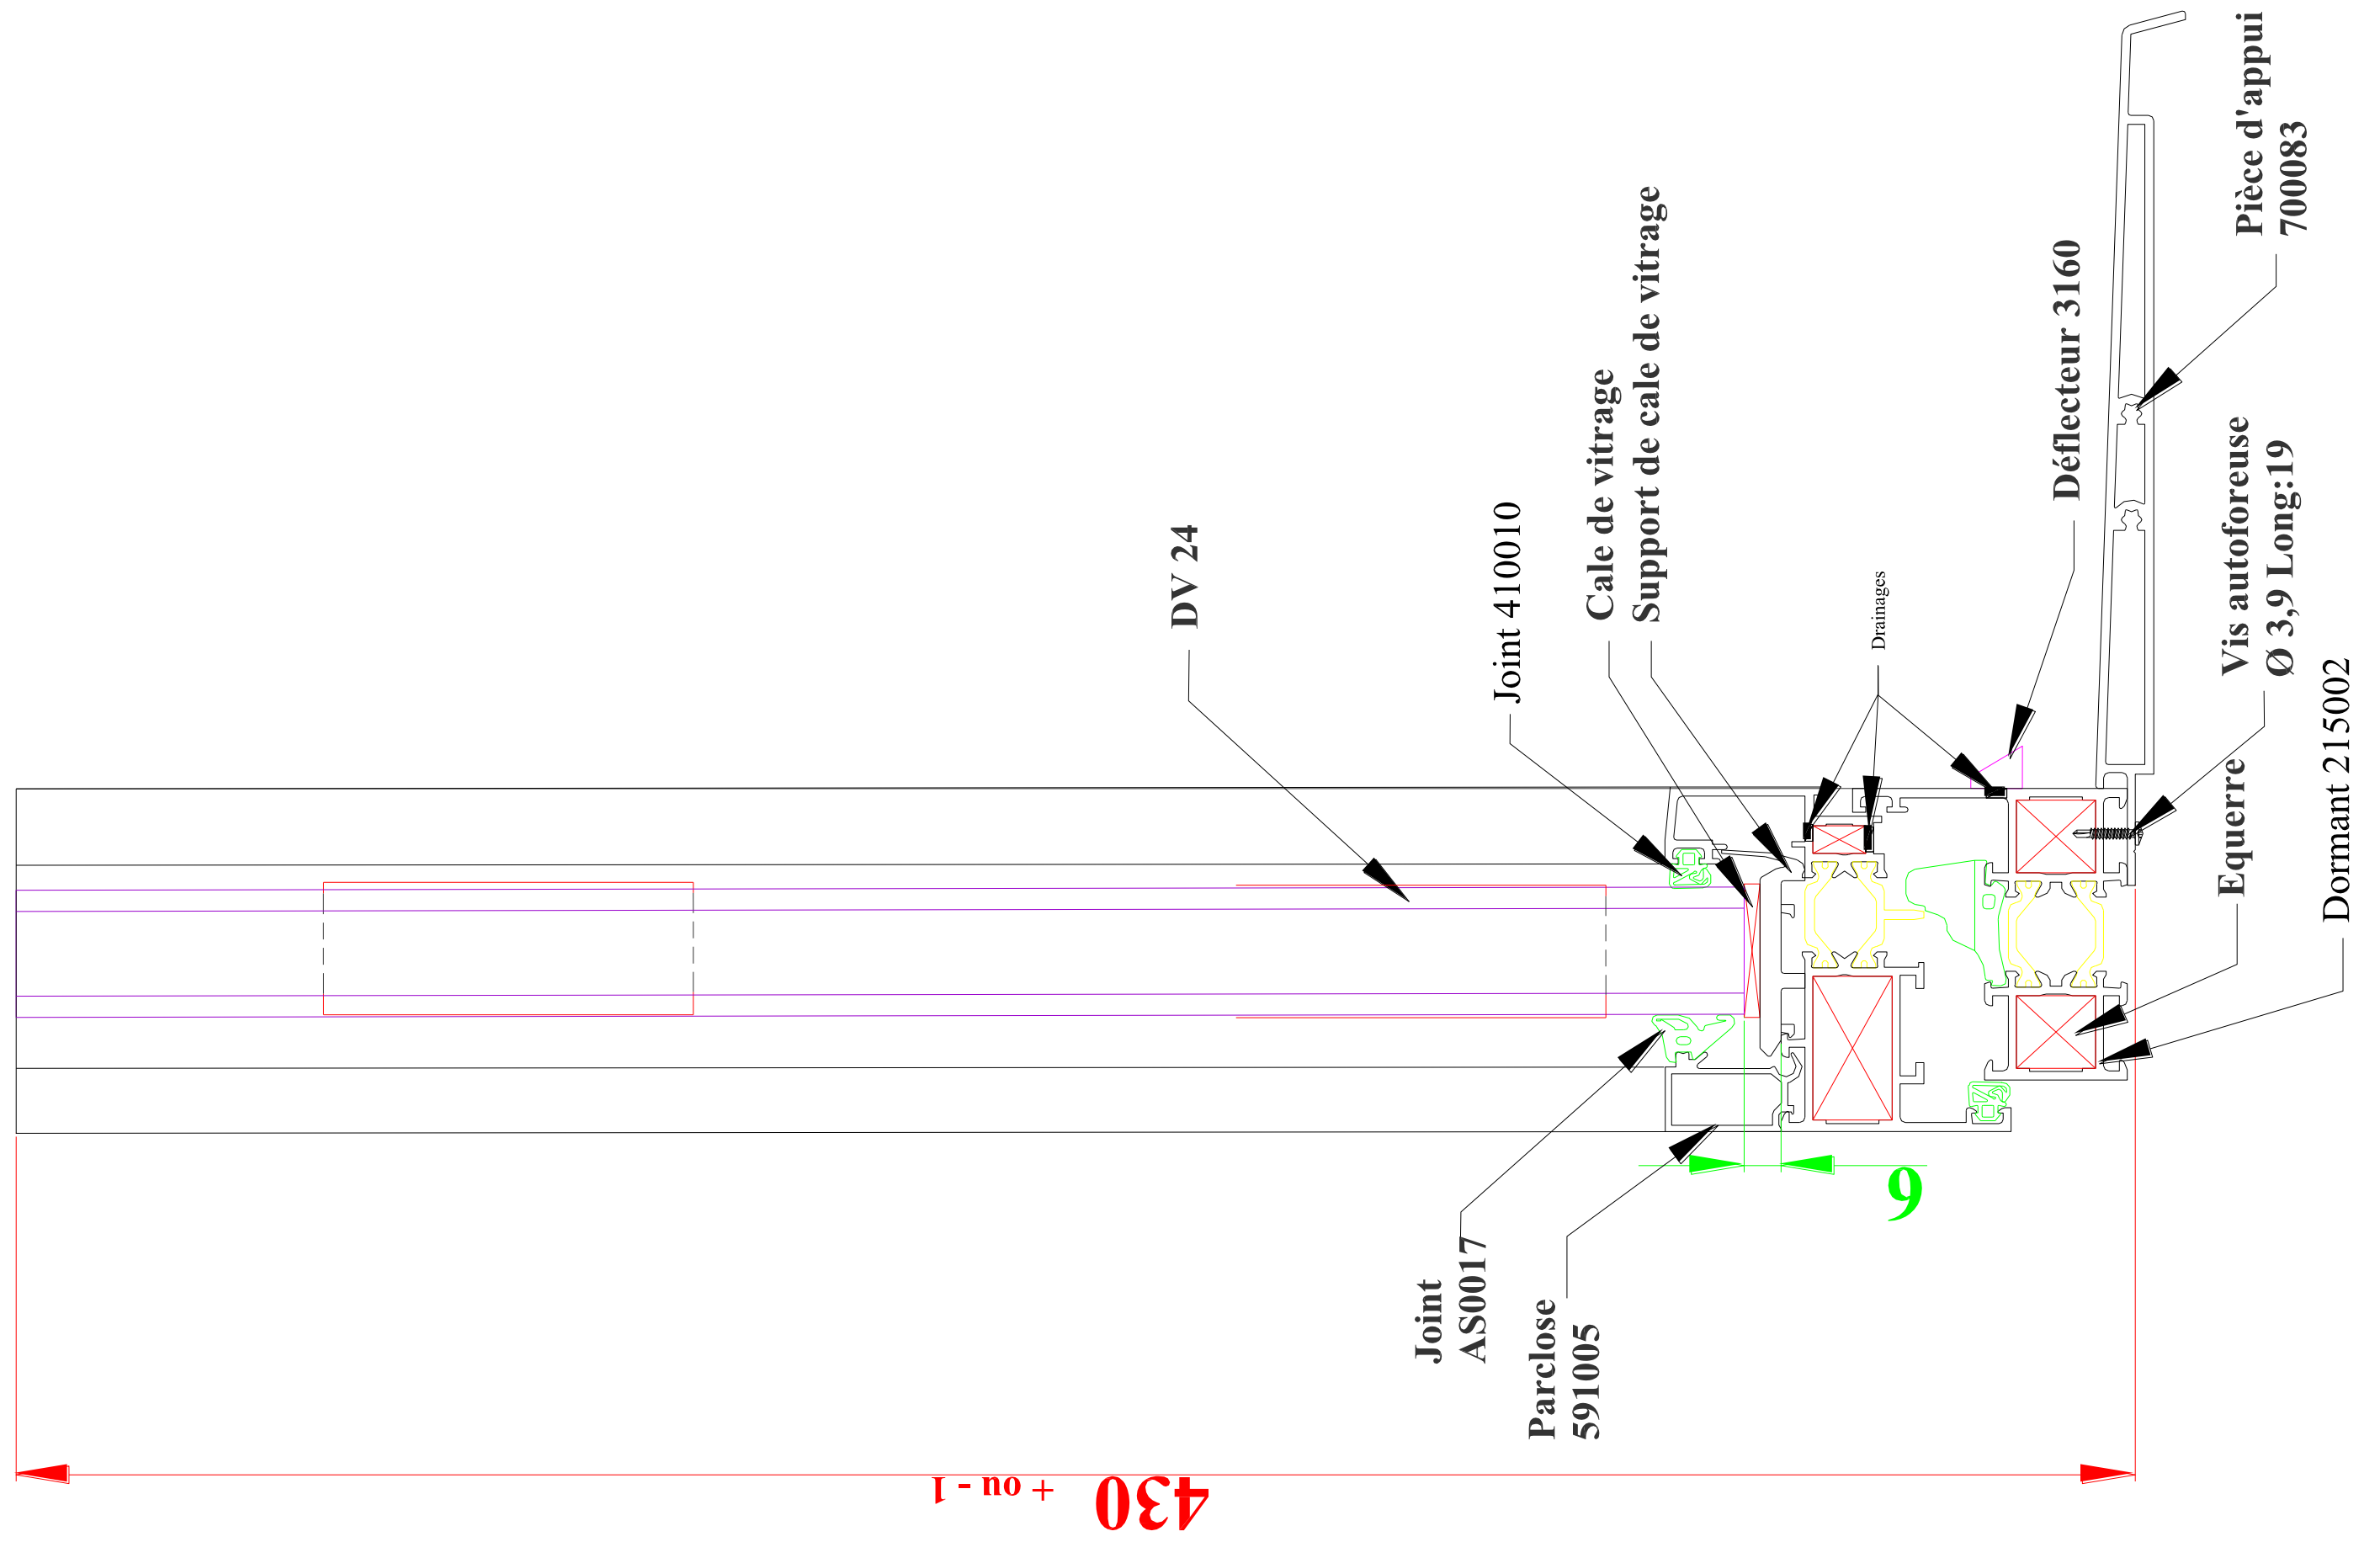 DV 24
Joint 410010
Cale de vitrage
Support de cale de vitrage
Drainages
Déflecteur 3160
Pièce d'appui
700083
Vis autoforeuse
Ø 3,9 Long:19
Equerre
Dormant 215002
Joint
AS0017
Parclose
591005
6
430 + ou - 1